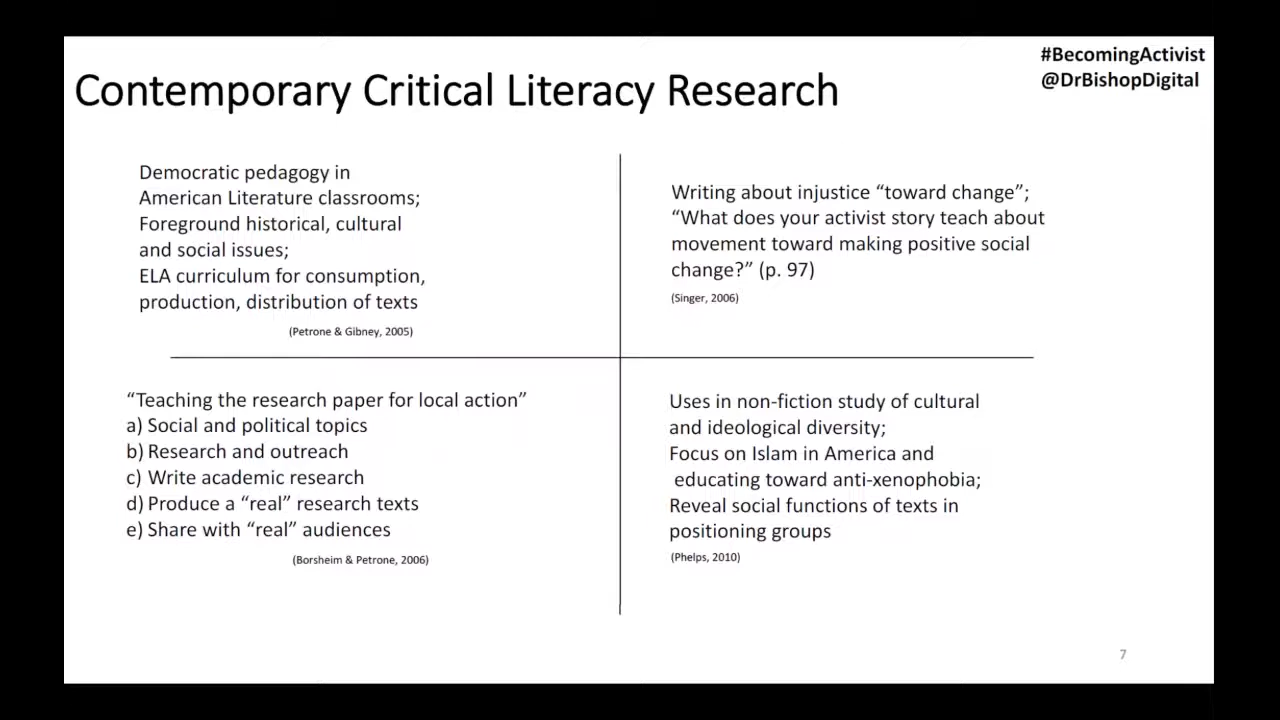 #BecomingActivist
@DrBishopDigital
Contemporary Critical Literacy Research
Democratic pedagogy in
American Literature classrooms;
Foreground historical, cultural
and social issues;
ELA curriculum for consumption,
production, distribution of texts
(Petrone & Gibney, 2005)
Writing about injustice “toward change”;
“What does your activist story teach about
movement toward making positive social
change?” (p. 97)
(Singer, 2006)
“Teaching the research paper for local action”
a) Social and political topics
b) Research and outreach
c) Write academic research
d) Produce a “real” research texts
e) Share with “real” audiences
(Borsheim & Petrone, 2006)
Uses in non-fiction study of cultural
and ideological diversity;
Focus on Islam in America and
educating toward anti-xenophobia;
Reveal social functions of texts in
positioning groups
(Phelps, 2010)
7